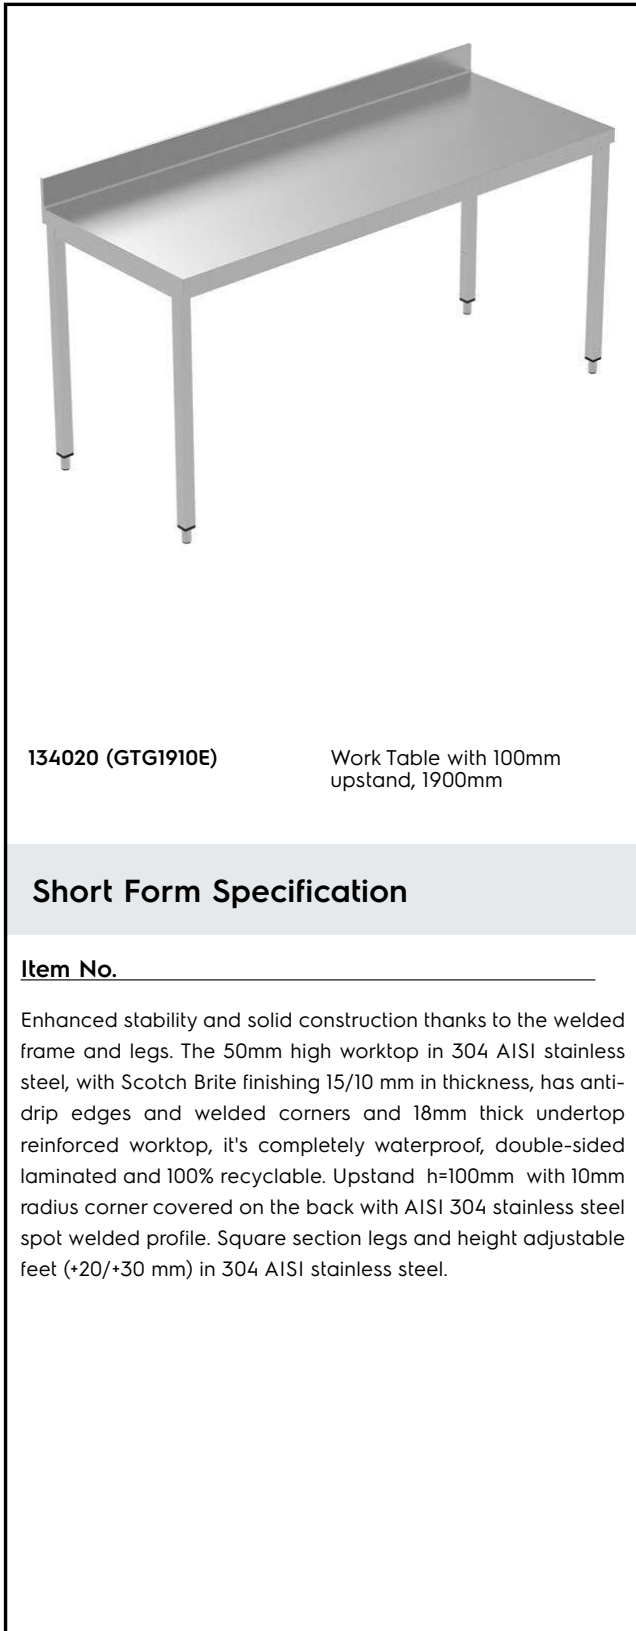 134020 (GTG1910E)
Work Table with 100mm
upstand, 1900mm
Short Form Specification
Item No.
Enhanced stability and solid construction thanks to the welded
frame and legs. The 50mm high worktop in 304 AISI stainless
steel, with Scotch Brite finishing 15/10 mm in thickness, has anti-
drip edges and welded corners and 18mm thick undertop
reinforced worktop, it's completely waterproof, double-sided
laminated and 100% recyclable. Upstand  h=100mm  with 10mm
radius corner covered on the back with AISI 304 stainless steel
spot welded profile. Square section legs and height adjustable
feet (+20/+30 mm) in 304 AISI stainless steel.